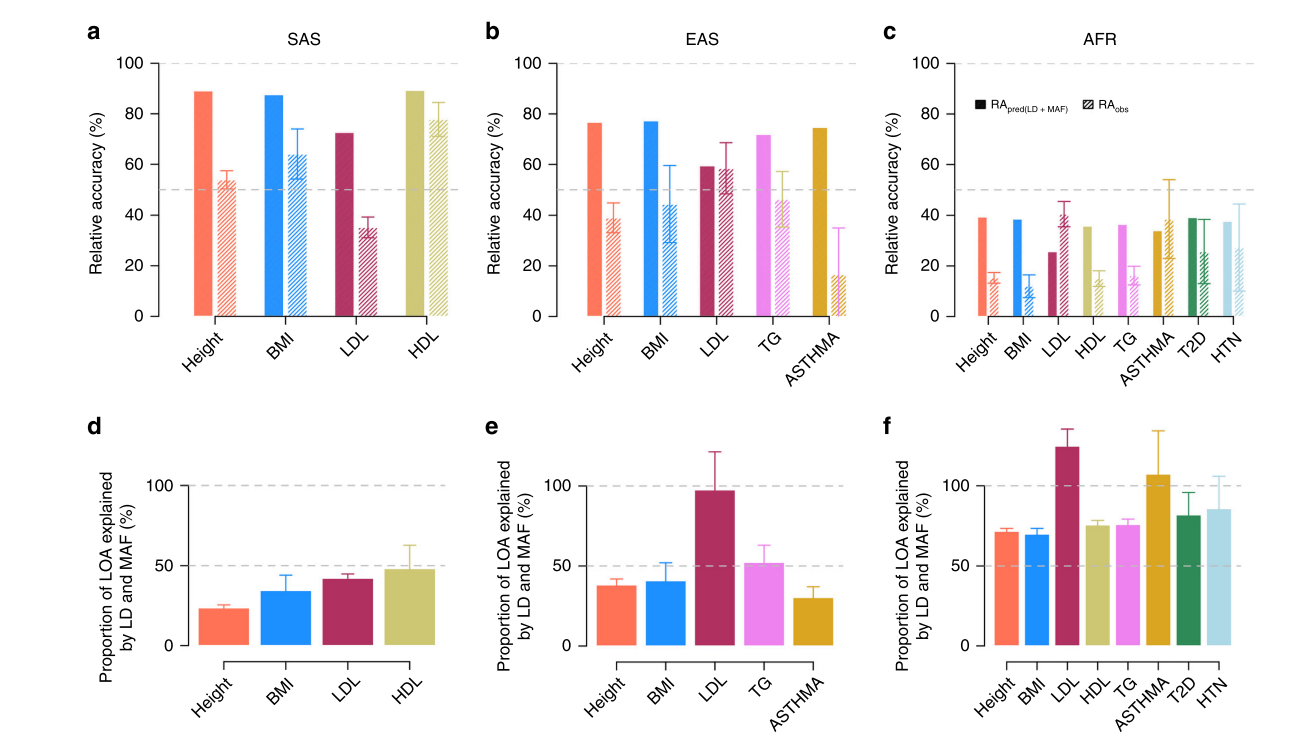 a
SAS
Relative accuracy (%)
100
80
60
40
20
0
Height
BMI
LDL
HDL
b
EAS
Relative accuracy (%)
100
80
60
40
20
0
Height
BMI
LDL
TG
ASTHMA
c
AFR
Relative accuracy (%)
100
80
60
40
20
0
RApred(LD + MAF)
RAobs
Height
BMI
LDL
HDL
TG
ASTHMA
T2D
HTN
d
Proportion of LOA explained
by LD and MAF (%)
100
50
0
Height
BMI
LDL
HDL
e
Proportion of LOA explained
by LD and MAF (%)
100
50
0
Height
BMI
LDL
TG
ASTHMA
f
Proportion of LOA explained
by LD and MAF (%)
100
50
0
Height
BMI
LDL
HDL
TG
ASTHMA
T2D
HTN